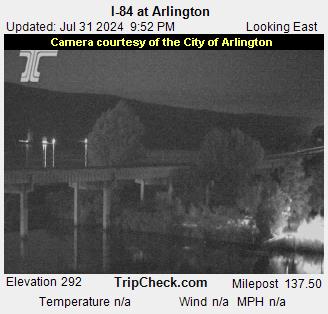 I-84 at Arlington
Updated: Jul 31 2024 9:52 PM Looking East
Camera courtesy of the City of Arlington
Elevation 292 TripCheck.com Milepost 137.50
Temperature n/a Wind n/a MPH n/a